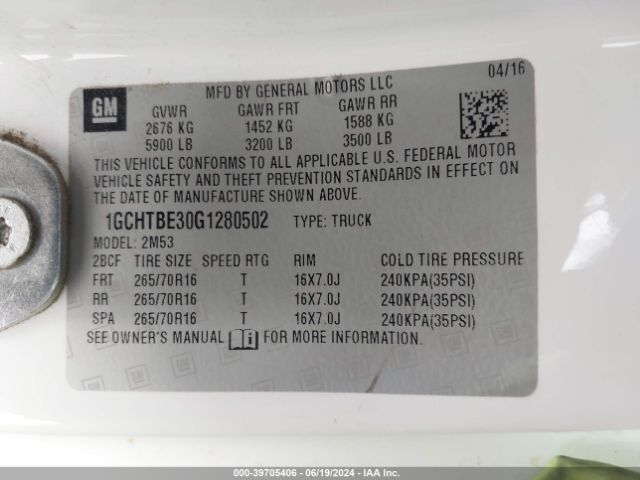 04/16
MFD BY GENERAL MOTORS LLC
GM
GVWR GAWR FRT GAWR RR
2676 KG 1452 KG 1588 KG
5900 LB 3200 LB 3500 LB
THIS VEHICLE CONFORMS TO ALL APPLICABLE U.S. FEDERAL MOTOR
VEHICLE SAFETY AND THEFT PREVENTION STANDARDS IN EFFECT ON
THE DATE OF MANUFACTURE SHOWN ABOVE.
1GCHTBE30G1280502 TYPE: TRUCK
MODEL: 2M53
2BCF TIRE SIZE SPEED RTG RIM COLD TIRE PRESSURE
FRT 265/70R16 T 16X7.0J 240KPA(35PSI)
RR 265/70R16 T 16X7.0J 240KPA(35PSI)
SPA 265/70R16 T 16X7.0J 240KPA(35PSI)
SEE OWNER'S MANUAL i FOR MORE INFORMATION.
000-39705406 - 06/19/2024 - IAA Inc.